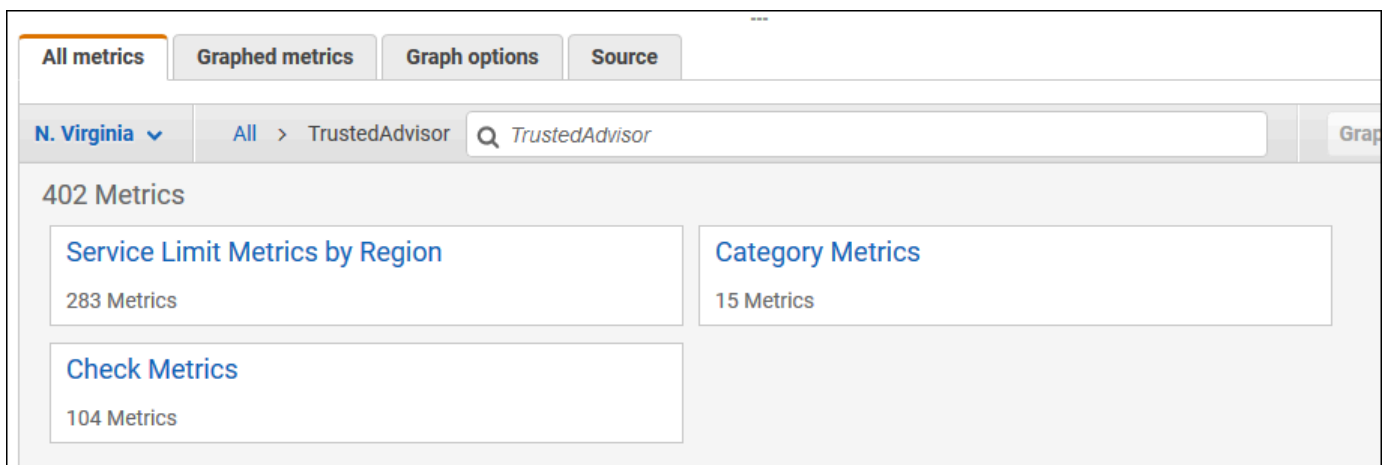 All metrics Graphed metrics Graph options Source
N. Virginia All > TrustedAdvisor TrustedAdvisor Grap
402 Metrics
Service Limit Metrics by Region
283 Metrics
Category Metrics
15 Metrics
Check Metrics
104 Metrics